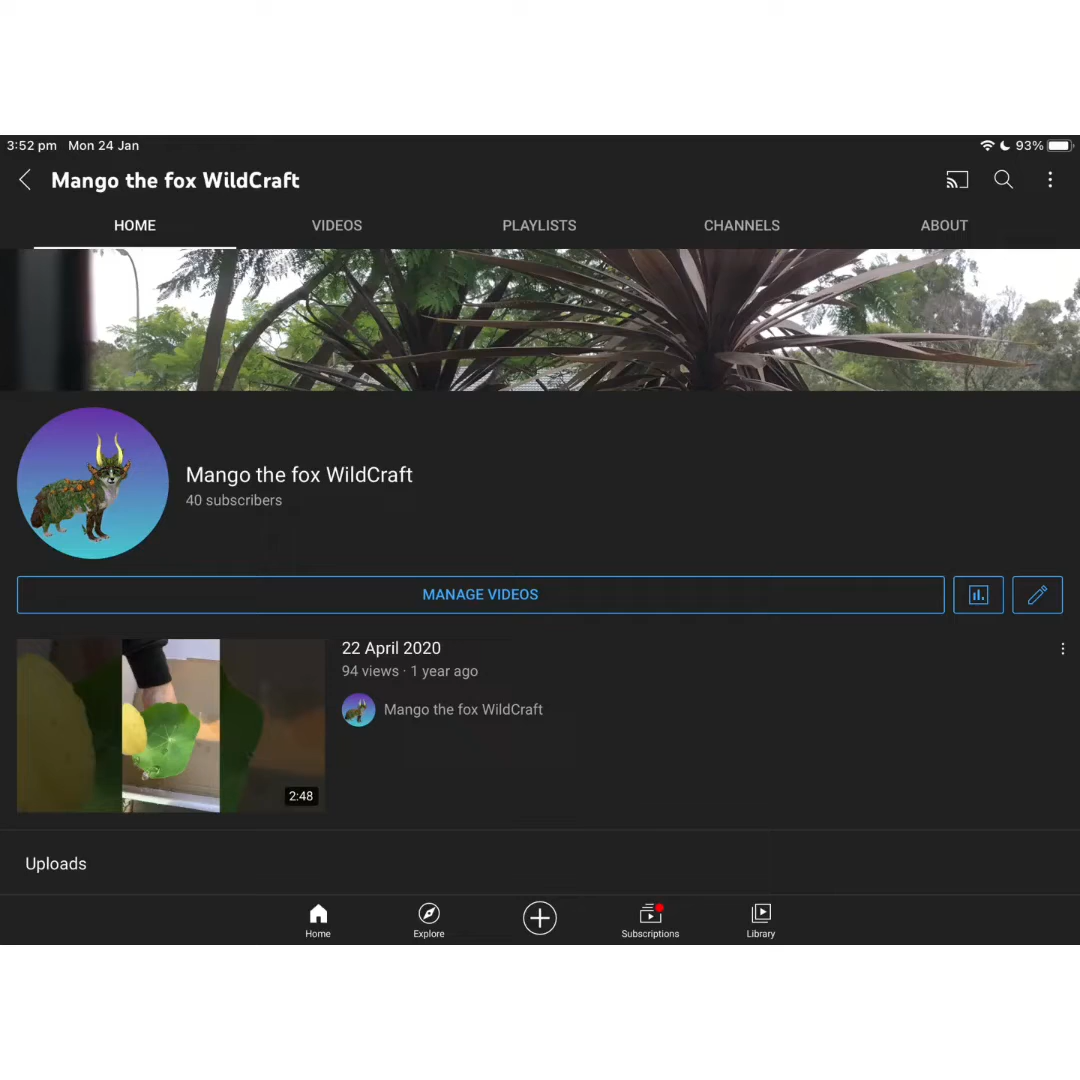 3:52 pm Mon 24 Jan 93%
Mango the fox WildCraft
HOME VIDEOS PLAYLISTS CHANNELS ABOUT
Mango the fox WildCraft
40 subscribers
MANAGE VIDEOS
22 April 2020
94 views · 1 year ago
Mango the fox WildCraft
2:48
Uploads
Home Explore Subscriptions Library